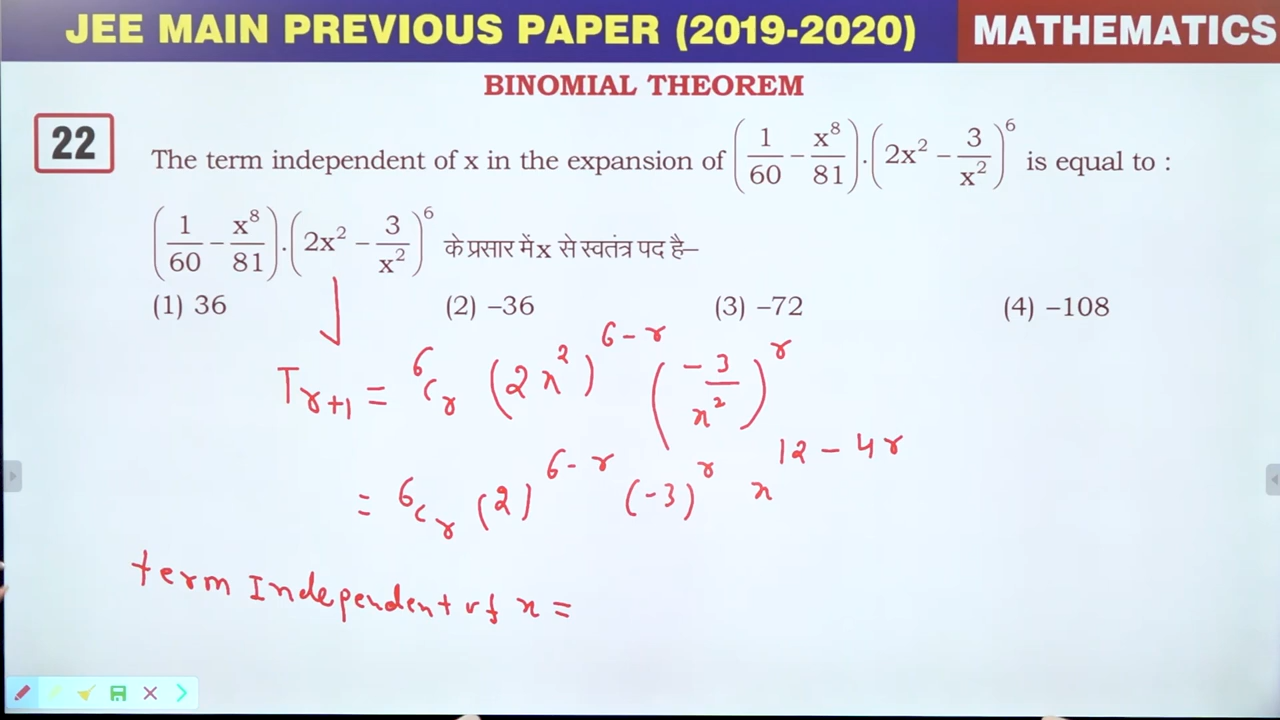 JEE MAIN PREVIOUS PAPER (2019-2020) MATHEMATICS
BINOMIAL THEOREM
22 The term independent of x in the expansion of (1/60 − x⁸/81).(2x² − 3/x²)⁶ is equal to :
(1/60 − x⁸/81).(2x² − 3/x²)⁶ के प्रसार में x से स्वतंत्र पद है–
(1) 36 (2) –36 (3) –72 (4) –108
Tᵣ₊₁ = ⁶Cᵣ (2x²)⁶⁻ʳ (−3/x²)ʳ
= ⁶Cᵣ (2)⁶⁻ʳ (−3)ʳ x¹²⁻⁴ʳ
term Independent of x =